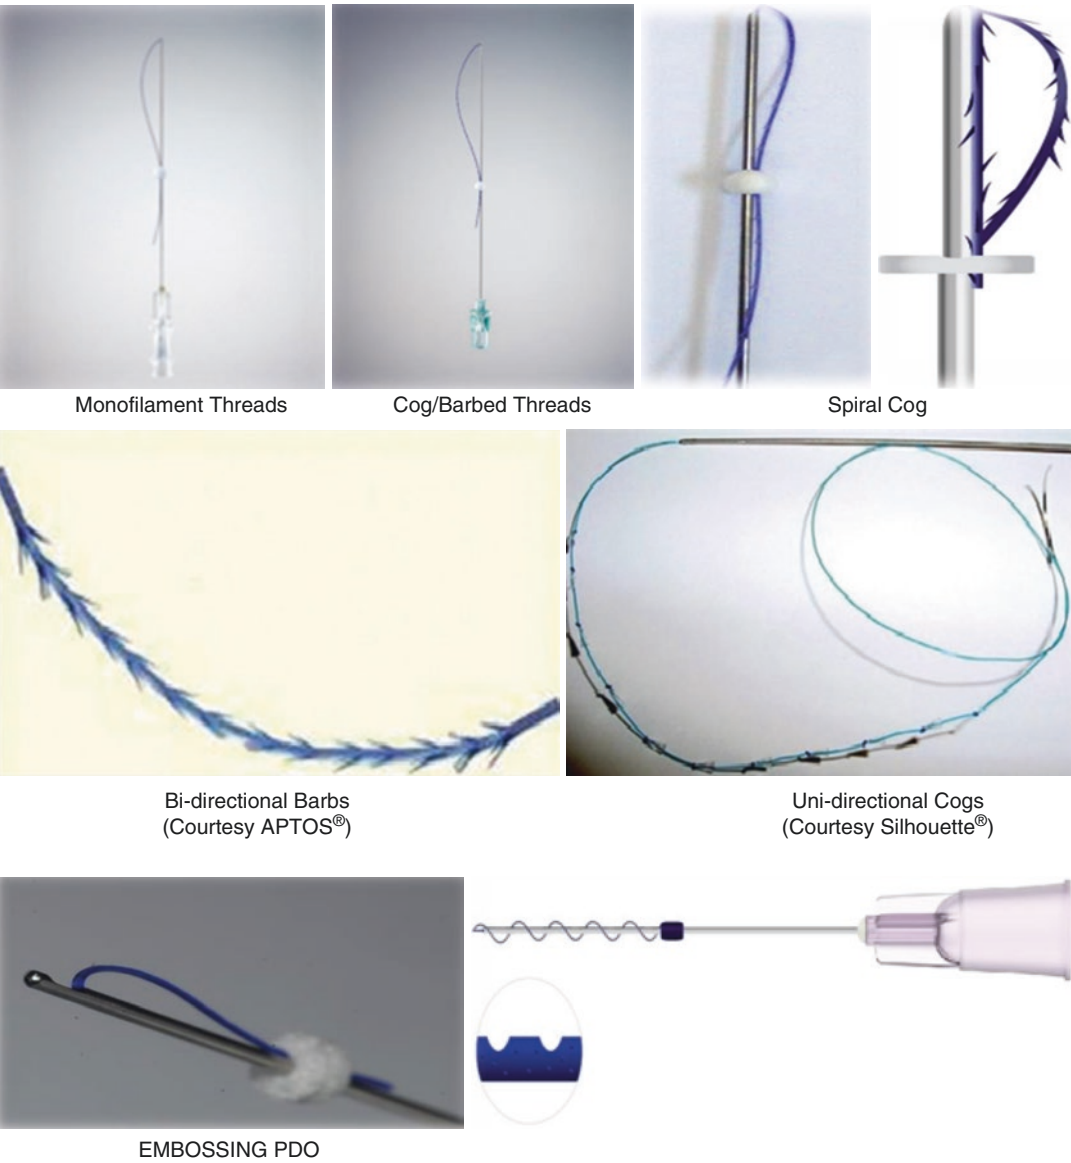 Monofilament Threads
Cog/Barbed Threads
Spiral Cog
Bi-directional Barbs
(Courtesy APTOS®)
Uni-directional Cogs
(Courtesy Silhouette®)
EMBOSSING PDO